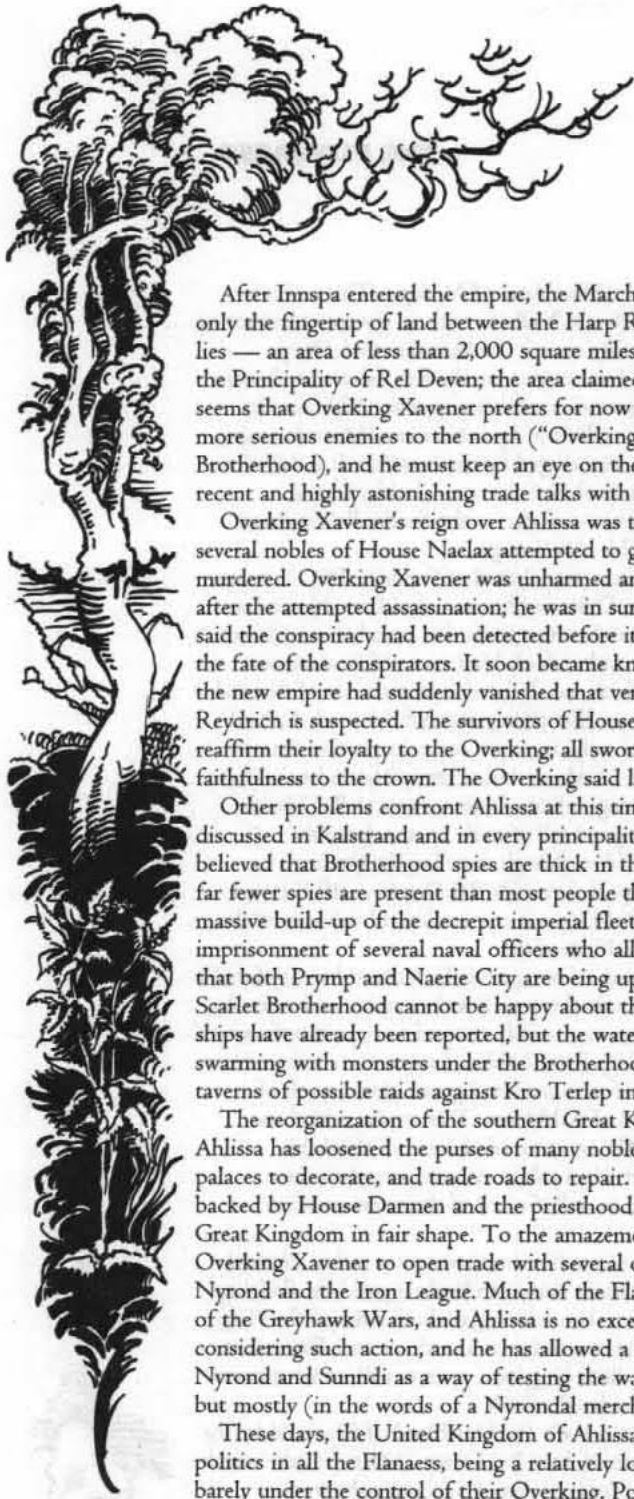 After Innspa entered the empire, the March
only the fingertip of land between the Harp R
lies — an area of less than 2,000 square miles
the Principality of Rel Deven; the area claimed
seems that Overking Xavener prefers for now
more serious enemies to the north ("Overking
Brotherhood), and he must keep an eye on the
recent and highly astonishing trade talks with
Overking Xavener's reign over Ahlissa was t
several nobles of House Naelax attempted to g
murdered. Overking Xavener was unharmed ar
after the attempted assassination; he was in sur
said the conspiracy had been detected before it
the fate of the conspirators. It soon became kn
the new empire had suddenly vanished that ver
Reydrich is suspected. The survivors of House
reaffirm their loyalty to the Overking; all swor
faithfulness to the crown. The Overking said l
Other problems confront Ahlissa at this tin
discussed in Kalstrand and in every principalit
believed that Brotherhood spies are thick in th
far fewer spies are present than most people th
massive build-up of the decrepit imperial fleet
imprisonment of several naval officers who all
that both Prymp and Naerie City are being up
Scarlet Brotherhood cannot be happy about th
ships have already been reported, but the wate
swarming with monsters under the Brotherhoo
taverns of possible raids against Kro Terlep in
The reorganization of the southern Great K
Ahlissa has loosened the purses of many noble
palaces to decorate, and trade roads to repair.
backed by House Darmen and the priesthood
Great Kingdom in fair shape. To the amazeme
Overking Xavener to open trade with several c
Nyrond and the Iron League. Much of the Fla
of the Greyhawk Wars, and Ahlissa is no excep
considering such action, and he has allowed a
Nyrond and Sunndi as a way of testing the wa
but mostly (in the words of a Nyrondal merch
These days, the United Kingdom of Ahlissa
politics in all the Flanaess, being a relatively lo
barely under the control of their Overking. Po